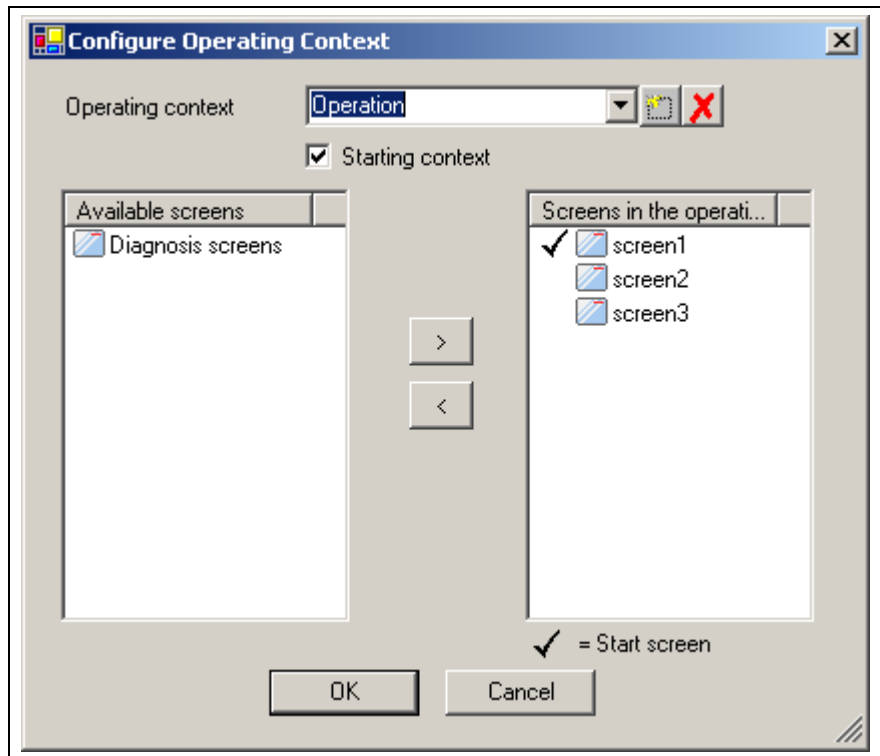 Configure Operating Context
Operating context
Operation
Starting context
Available screens
Diagnosis screens
Screens in the operati...
screen1
screen2
screen3
>
<
= Start screen
OK
Cancel